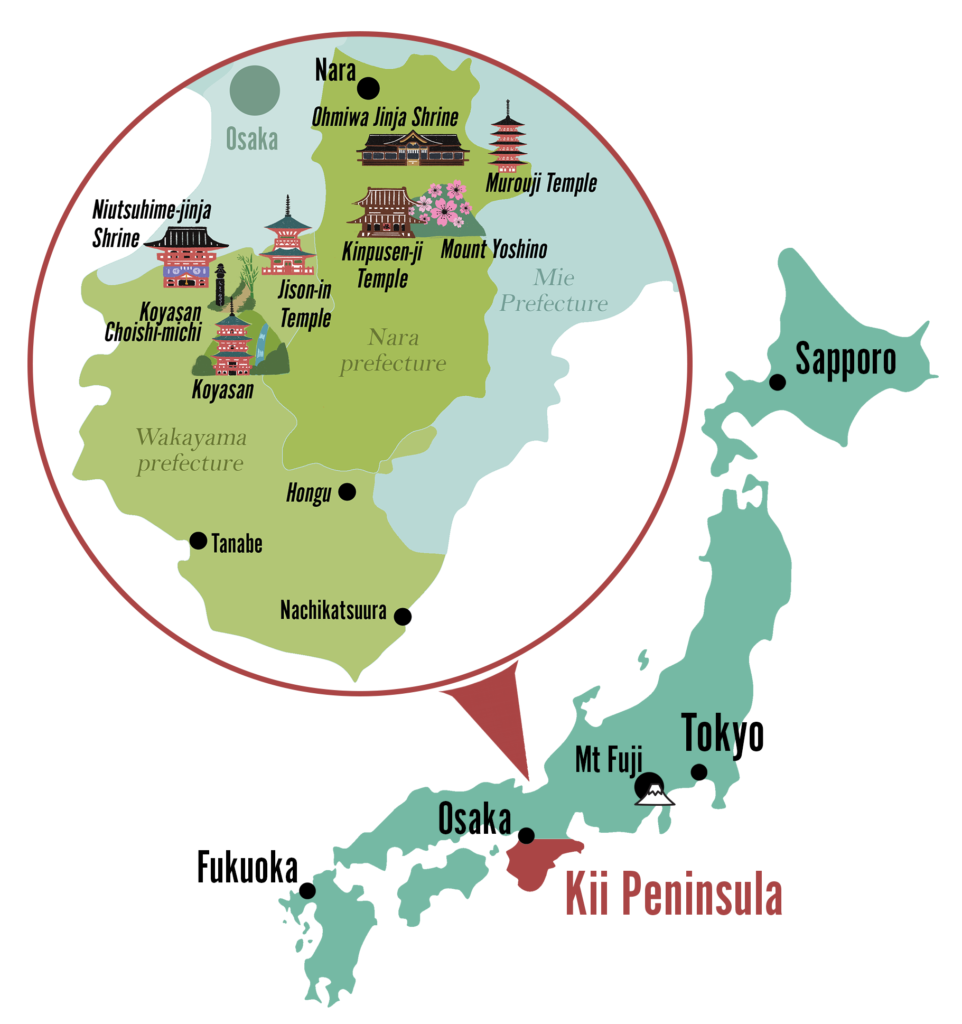 Nara
Ohmiwa Jinja Shrine
Osaka
Murouji Temple
Niutsuhime-jinja
Shrine
Kinpusen-ji
Temple
Mount Yoshino
Jison-in
Temple
Mie
Prefecture
Koyasan
Choishi-michi
Nara
prefecture
Koyasan
Wakayama
prefecture
Hongu
Tanabe
Nachikatsuura
Sapporo
Tokyo
Mt Fuji
Osaka
Fukuoka
Kii Peninsula